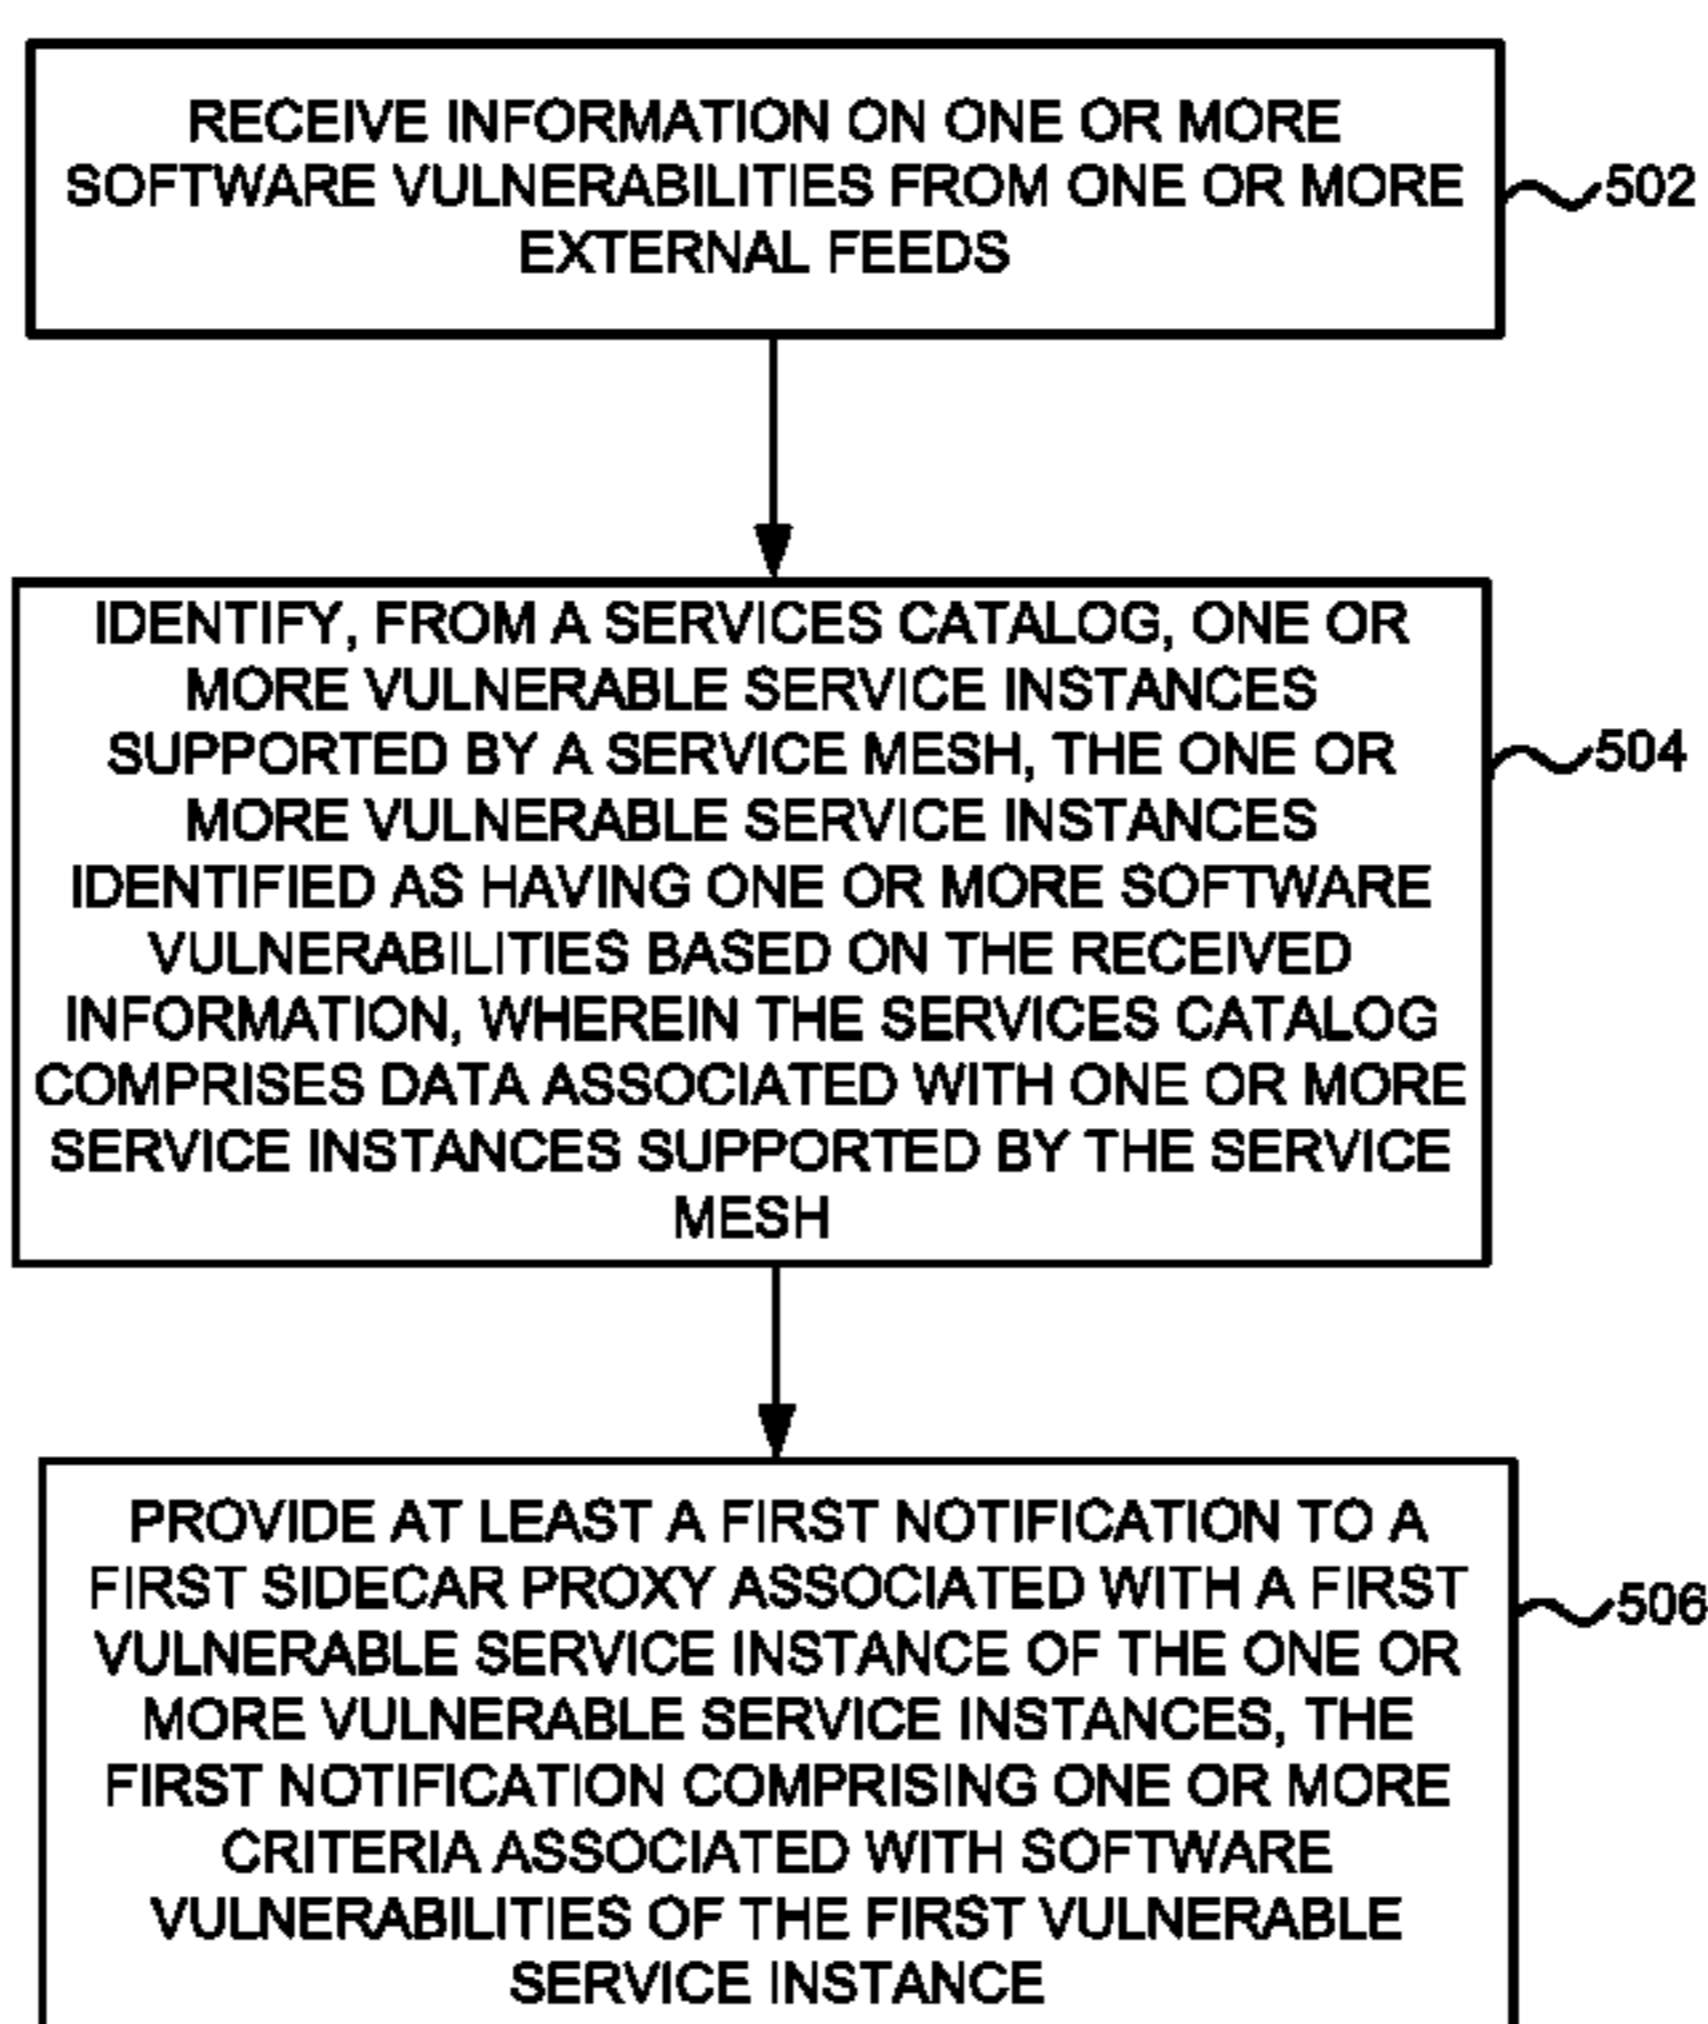 RECEIVE INFORMATION ON ONE OR MORE
SOFTWARE VULNERABILITIES FROM ONE OR MORE
EXTERNAL FEEDS
502
IDENTIFY, FROM A SERVICES CATALOG, ONE OR
MORE VULNERABLE SERVICE INSTANCES
SUPPORTED BY A SERVICE MESH, THE ONE OR
MORE VULNERABLE SERVICE INSTANCES
IDENTIFIED AS HAVING ONE OR MORE SOFTWARE
VULNERABILITIES BASED ON THE RECEIVED
INFORMATION, WHEREIN THE SERVICES CATALOG
COMPRISES DATA ASSOCIATED WITH ONE OR MORE
SERVICE INSTANCES SUPPORTED BY THE SERVICE
MESH
504
PROVIDE AT LEAST A FIRST NOTIFICATION TO A
FIRST SIDECAR PROXY ASSOCIATED WITH A FIRST
VULNERABLE SERVICE INSTANCE OF THE ONE OR
MORE VULNERABLE SERVICE INSTANCES, THE
FIRST NOTIFICATION COMPRISING ONE OR MORE
CRITERIA ASSOCIATED WITH SOFTWARE
VULNERABILITIES OF THE FIRST VULNERABLE
SERVICE INSTANCE
506